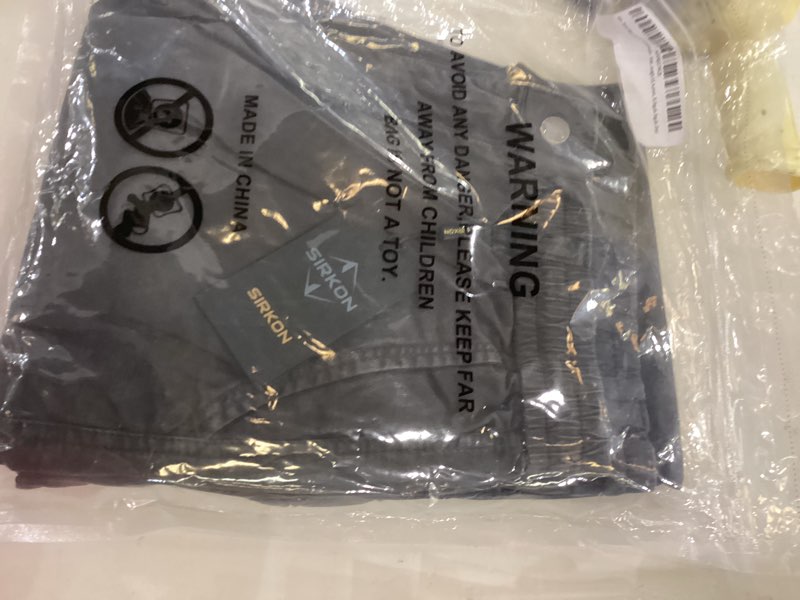 WARNING
TO AVOID ANY DANGER, PLEASE KEEP FAR
AWAY FROM CHILDREN
BAG IS NOT A TOY.
MADE IN CHINA
SIRKON
SIRKON